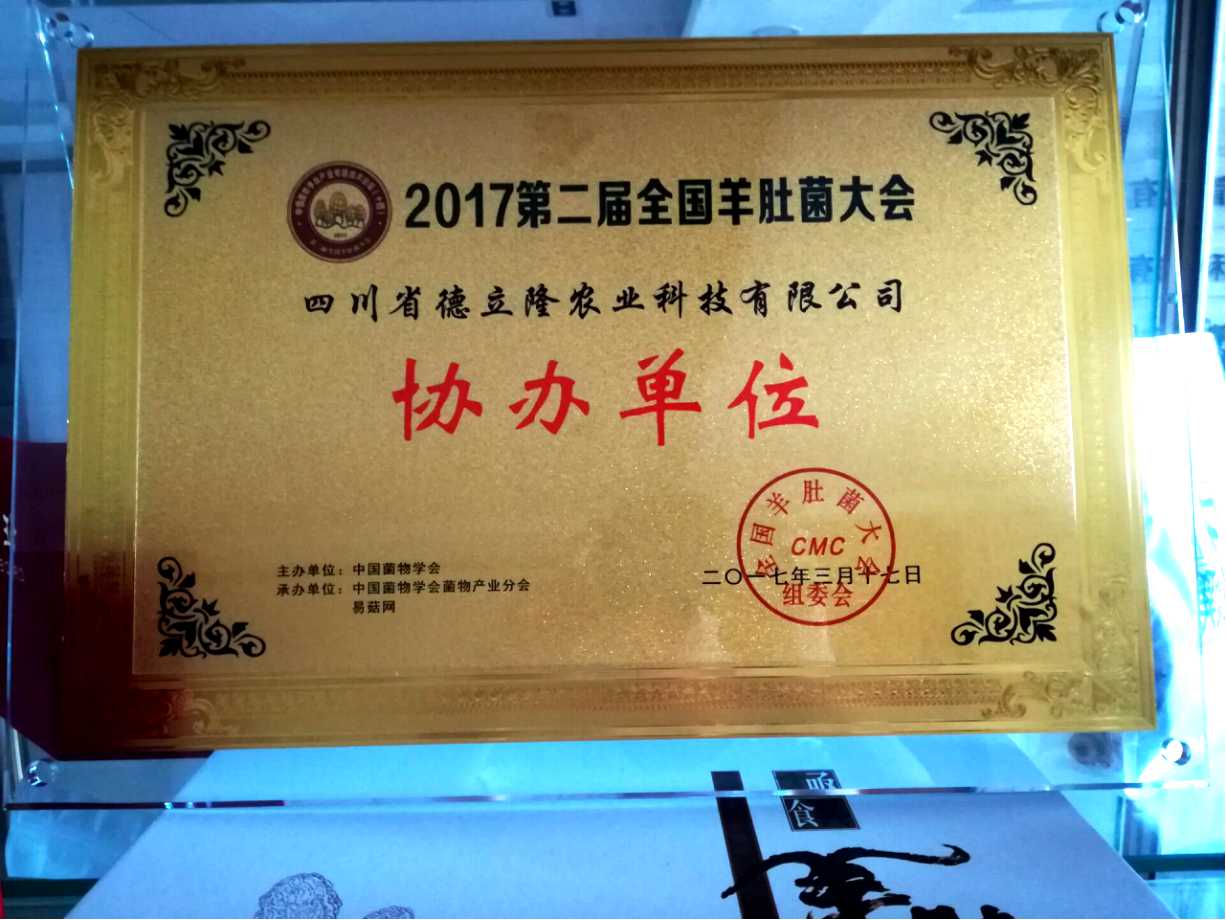 2017第二届全国羊肚菌大会
四川省德立隆农业科技有限公司
协办单位
全国羊肚菌大会
CMC
组委会
主办单位：中国菌物学会
承办单位：中国菌物学会菌物产业分会
易菇网
二〇一七年三月十七日
食